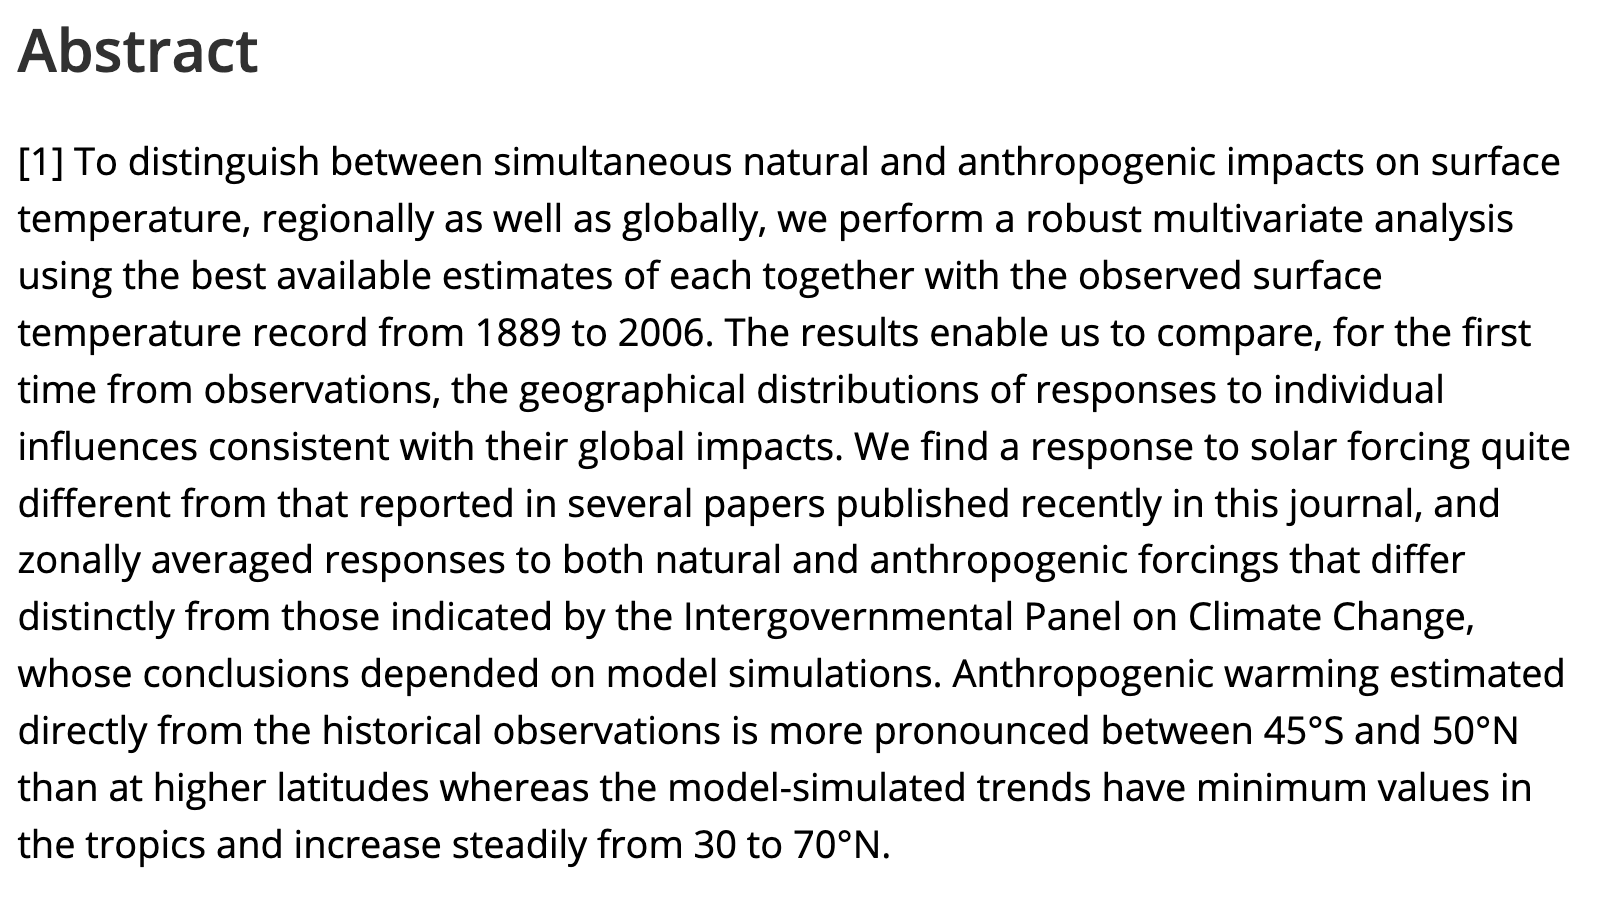 Abstract
[1] To distinguish between simultaneous natural and anthropogenic impacts on surface
temperature, regionally as well as globally, we perform a robust multivariate analysis
using the best available estimates of each together with the observed surface
temperature record from 1889 to 2006. The results enable us to compare, for the first
time from observations, the geographical distributions of responses to individual
influences consistent with their global impacts. We find a response to solar forcing quite
different from that reported in several papers published recently in this journal, and
zonally averaged responses to both natural and anthropogenic forcings that differ
distinctly from those indicated by the Intergovernmental Panel on Climate Change,
whose conclusions depended on model simulations. Anthropogenic warming estimated
directly from the historical observations is more pronounced between 45°S and 50°N
than at higher latitudes whereas the model-simulated trends have minimum values in
the tropics and increase steadily from 30 to 70°N.